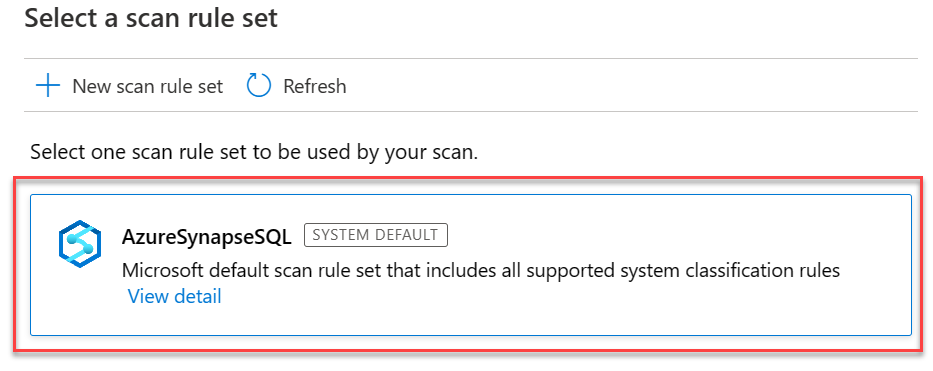 Select a scan rule set
New scan rule set Refresh
Select one scan rule set to be used by your scan.
AzureSynapseSQL SYSTEM DEFAULT
Microsoft default scan rule set that includes all supported system classification rules
View detail